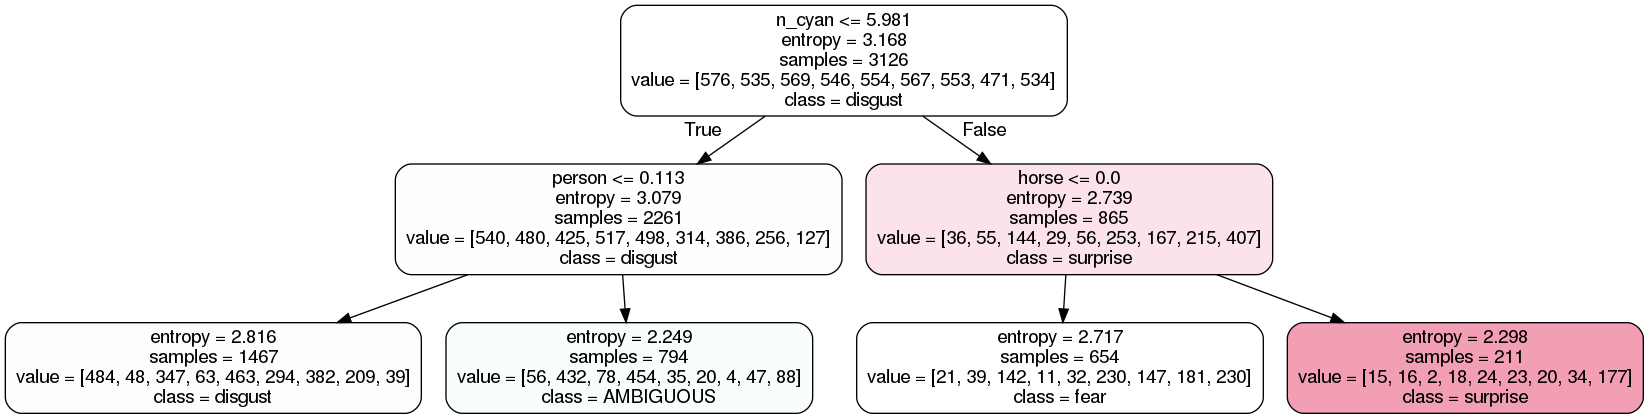 n_cyan <= 5.981
entropy = 3.168
samples = 3126
value = [576, 535, 569, 546, 554, 567, 553, 471, 534]
class = disgust
True
False
person <= 0.113
entropy = 3.079
samples = 2261
value = [540, 480, 425, 517, 498, 314, 386, 256, 127]
class = disgust
horse <= 0.0
entropy = 2.739
samples = 865
value = [36, 55, 144, 29, 56, 253, 167, 215, 407]
class = surprise
entropy = 2.816
samples = 1467
value = [484, 48, 347, 63, 463, 294, 382, 209, 39]
class = disgust
entropy = 2.249
samples = 794
value = [56, 432, 78, 454, 35, 20, 4, 47, 88]
class = AMBIGUOUS
entropy = 2.717
samples = 654
value = [21, 39, 142, 11, 32, 230, 147, 181, 230]
class = fear
entropy = 2.298
samples = 211
value = [15, 16, 2, 18, 24, 23, 20, 34, 177]
class = surprise